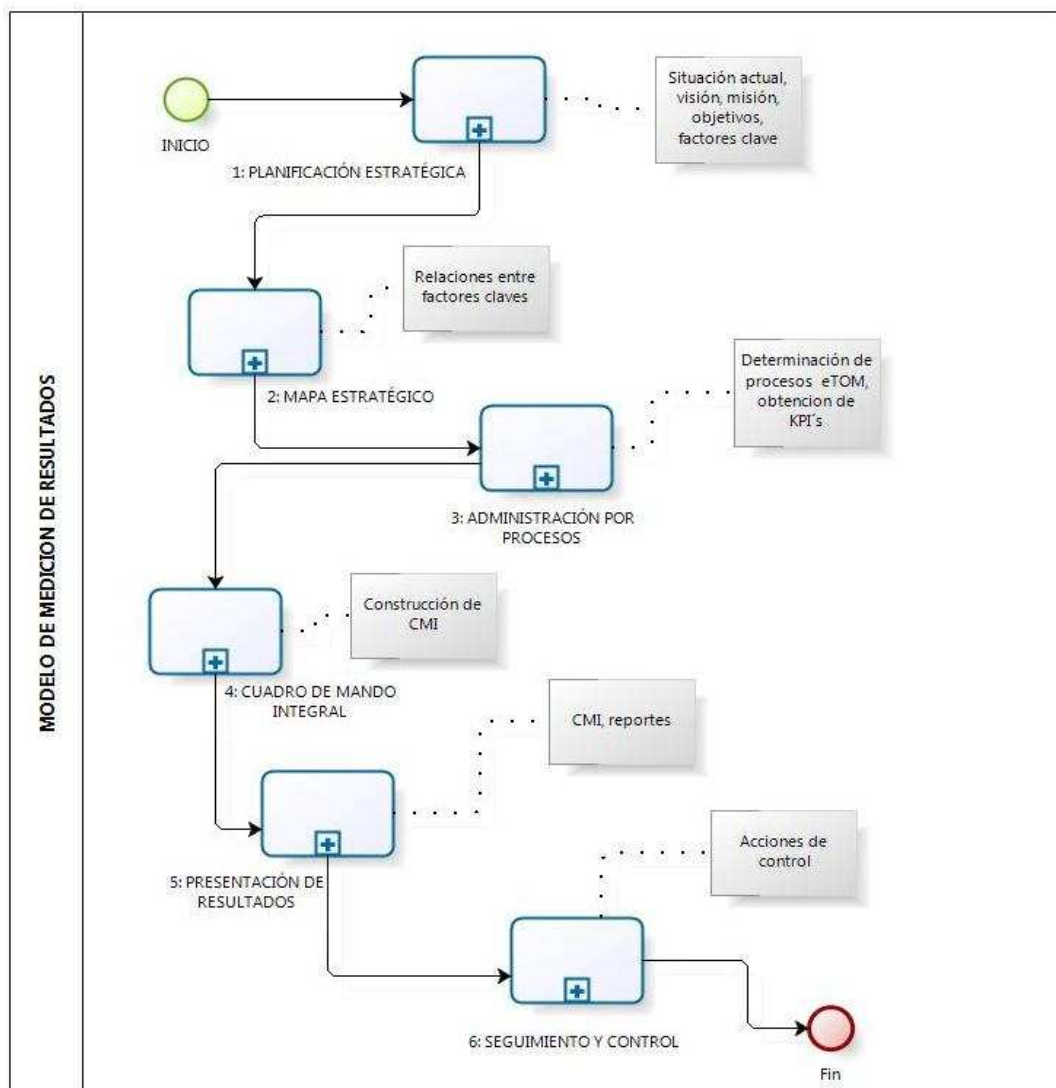 MODELO DE MEDICION DE RESULTADOS
INICIO
1: PLANIFICACIÓN ESTRATÉGICA
Situación actual,
visión, misión,
objetivos,
factores clave
Relaciones entre
factores claves
2: MAPA ESTRATÉGICO
Determinación de
procesos eTOM,
obtencion de
KPI´s
3: ADMINISTRACIÓN POR
PROCESOS
Construcción de
CMI
4: CUADRO DE MANDO
INTEGRAL
CMI, reportes
5: PRESENTACIÓN DE
RESULTADOS
Acciones de
control
6: SEGUIMIENTO Y CONTROL
Fin